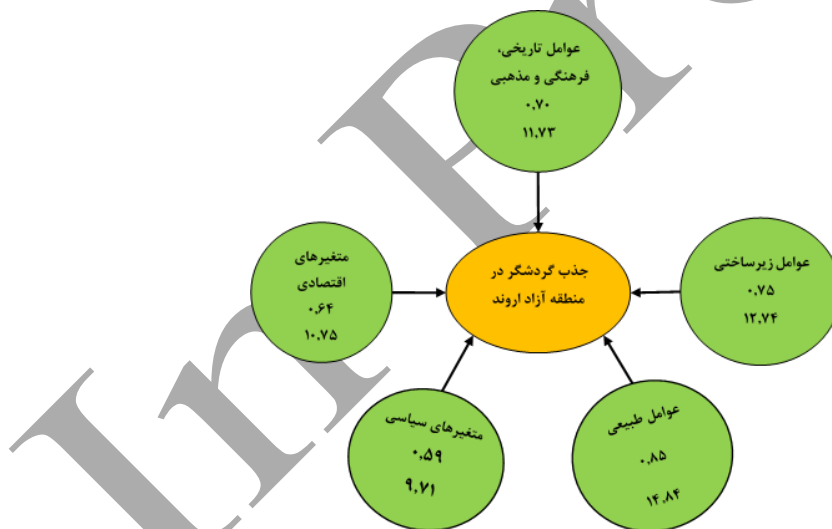 عوامل تاریخی،
فرهنگی و مذهبی
۰,۷۰
۱۱,۷۳
عوامل زیرساختی
۰,۷۵
۱۲,۷۴
جذب گردشگر در
منطقه آزاد اروند
متغیرهای
اقتصادی
۰,۶۴
۱۰,۷۵
عوامل طبیعی
۰,۸۵
۱۴,۸۴
متغیرهای سیاسی
۰,۵۹
۹,۷۱
In Pre